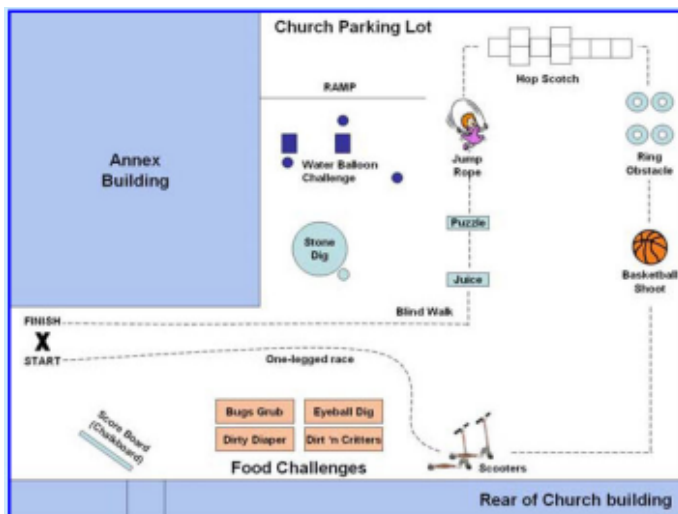 Church Parking Lot
Hop Scotch
RAMP
Annex
Building
Water Balloon
Challenge
Jump
Rope
Ring
Obstacle
Stone
Dig
Puzzle
Juice
Basketball
Shoot
Blind Walk
FINISH
X
START
One-legged race
Score Board
(Chalkboard)
Bugs Grub
Eyeball Dig
Dirty Diaper
Dirt 'n Critters
Food Challenges
Scooters
Rear of Church building